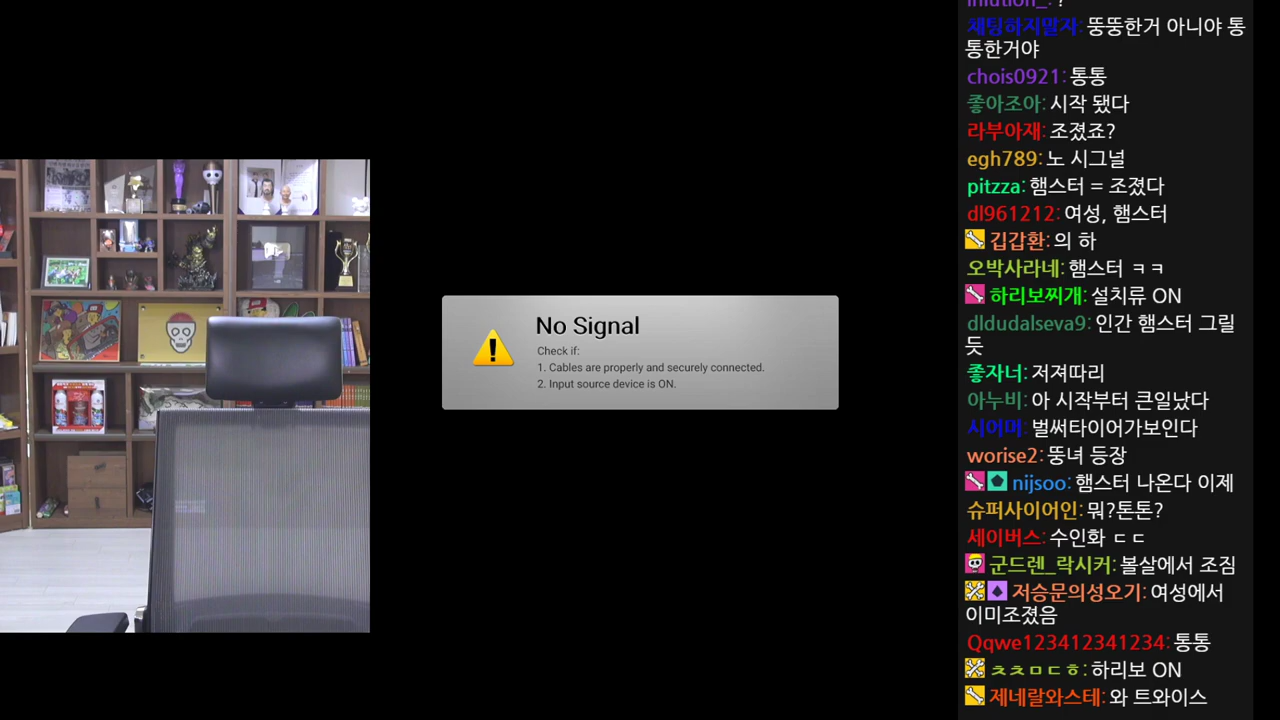 No Signal
Check if:
1. Cables are properly and securely connected.
2. Input source device is ON.
채팅하지말자: 뚱뚱한거 아니야 통
통한거야
chois0921: 통통
좋아조아: 시작 됐다
라부아재: 조졌죠?
egh789: 노 시그널
pitzza: 햄스터 = 조졌다
dl961212: 여성, 햄스터
김갑환: 의 하
오박사라네: 햄스터 ㅋㅋ
하리보찌개: 설치류 ON
dldudalseva9: 인간 햄스터 그릴
듯
좋자너: 저져따리
아누비: 아 시작부터 큰일났다
시어머: 벌써타이어가보인다
worise2: 뚱녀 등장
nijsoo: 햄스터 나온다 이제
슈퍼사이어인: 뭐?톤톤?
세이버스: 수인화 ㄷㄷ
군드렌_락시커: 볼살에서 조짐
저승문의성오기: 여성에서
이미조졌음
Qqwe123412341234: 통통
ㅊㅊㅁㄷㅎ: 하리보 ON
제네랄와스테: 와 트와이스